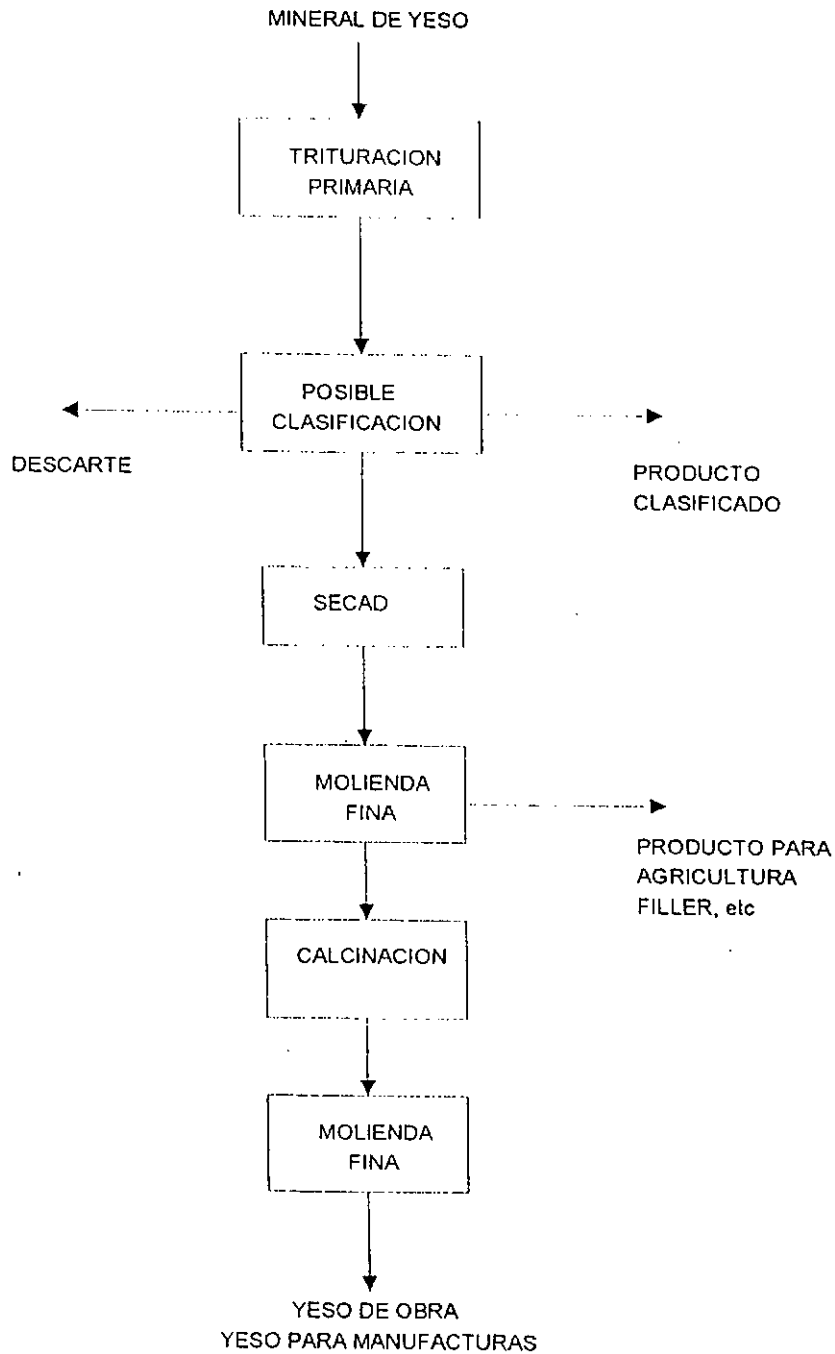 MINERAL DE YESO
TRITURACION
PRIMARIA
POSIBLE
CLASIFICACION
DESCARTE
PRODUCTO
CLASIFICADO
SECAD
MOLIENDA
FINA
PRODUCTO PARA
AGRICULTURA
FILLER, etc
CALCINACION
MOLIENDA
FINA
YESO DE OBRA
YESO PARA MANUFACTURAS